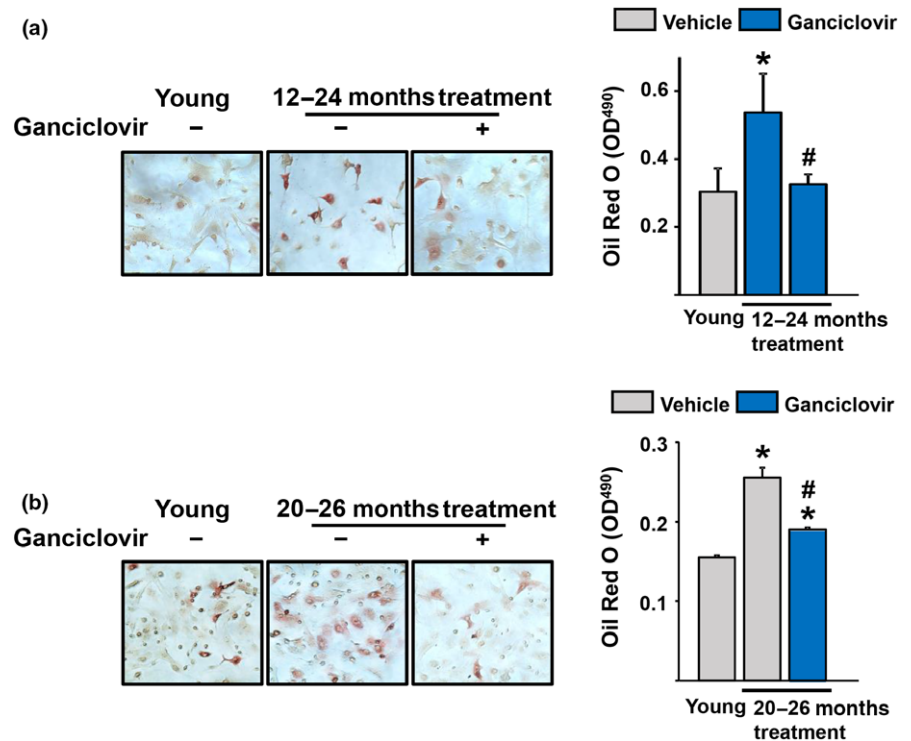 (a)
Young 12–24 months treatment
Ganciclovir – – +
Vehicle Ganciclovir
Oil Red O (OD⁴⁹⁰)
0.6
0.4
0.2
*
#
Young 12–24 months
treatment
(b)
Young 20–26 months treatment
Ganciclovir – – +
Vehicle Ganciclovir
Oil Red O (OD⁴⁹⁰)
0.3
0.2
0.1
*
#
*
Young 20–26 months
treatment